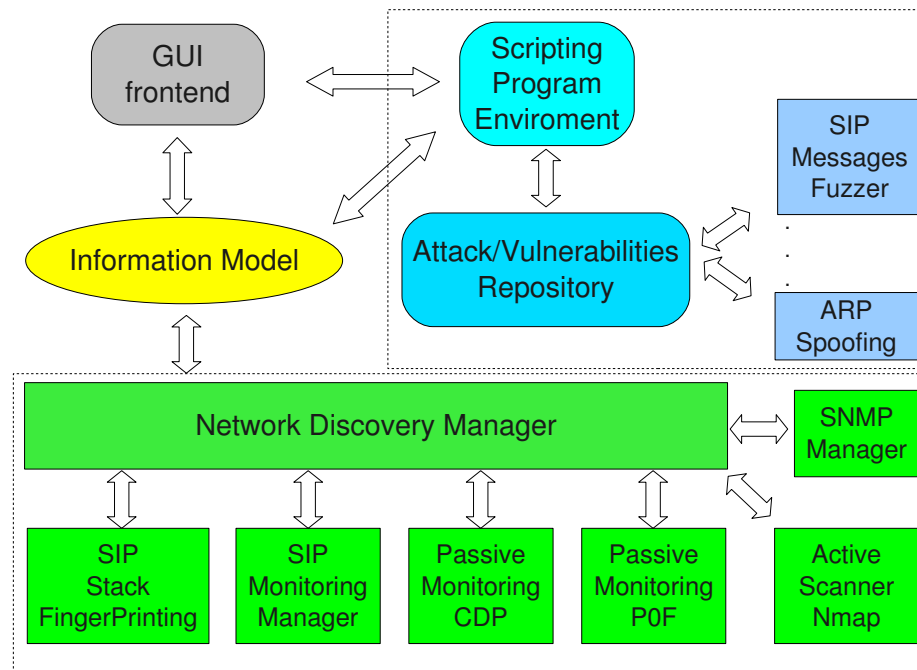 GUI
frontend
Scripting
Program
Enviroment
SIP
Messages
Fuzzer
.
.
.
Information Model
Attack/Vulnerabilities
Repository
ARP
Spoofing
Network Discovery Manager
SNMP
Manager
SIP
Stack
FingerPrinting
SIP
Monitoring
Manager
Passive
Monitoring
CDP
Passive
Monitoring
P0F
Active
Scanner
Nmap